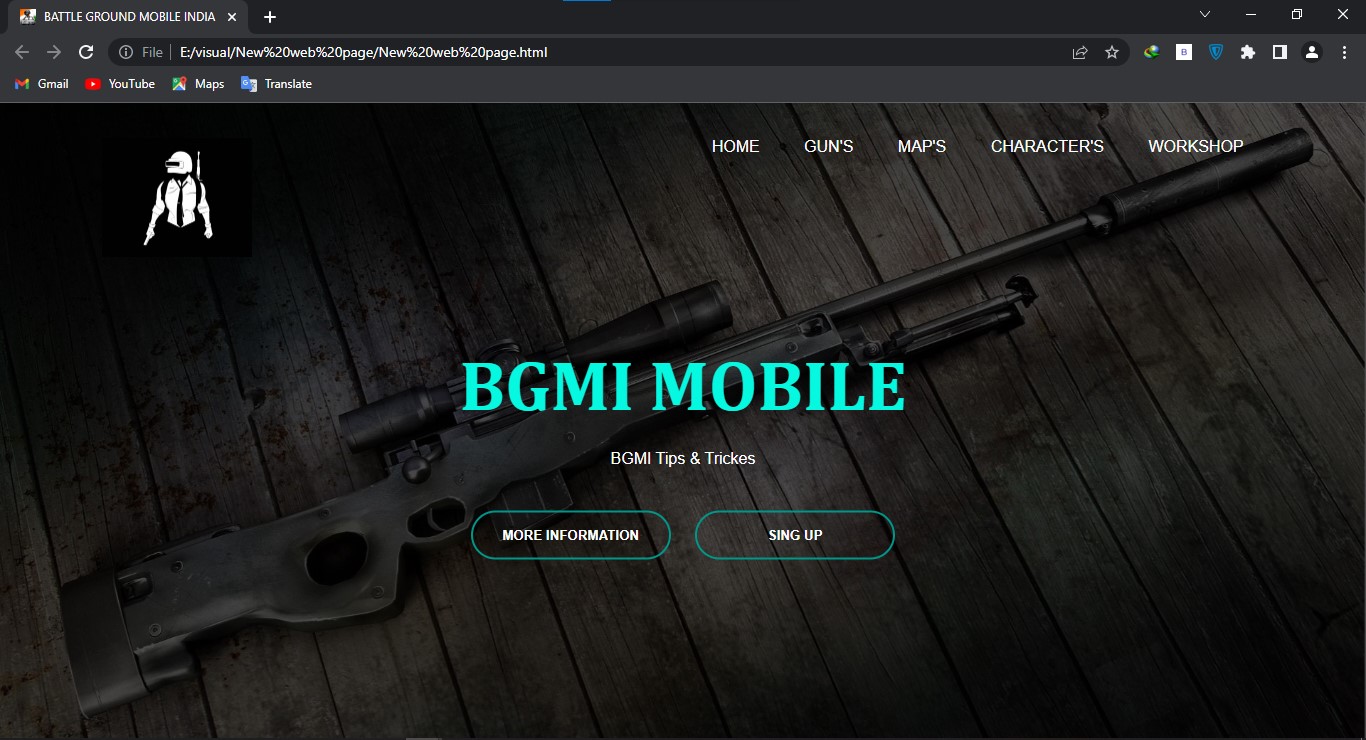 BATTLE GROUND MOBILE INDIA
File E:/visual/New%20web%20page/New%20web%20page.html
Gmail YouTube Maps Translate
HOME GUN'S MAP'S CHARACTER'S WORKSHOP
BGMI MOBILE
BGMI Tips & Trickes
MORE INFORMATION SING UP